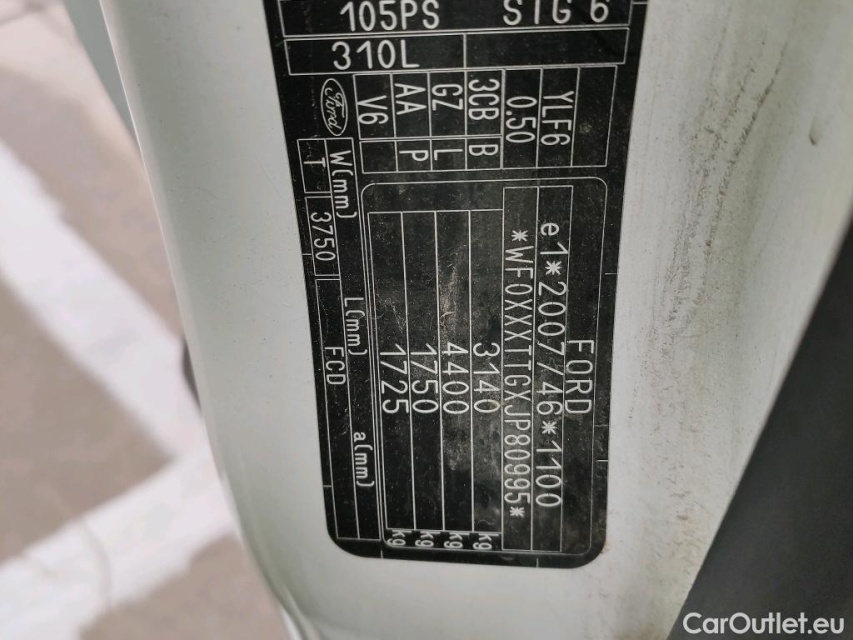 105PS STG 6
310L
YLF6
0.50
3CB B
GZ L
AA P
V6
Ford
FORD
e1*2007/46*1100
*WF0XXXTTGXJP80995*
3140 kg
4400 kg
1750 kg
1725 kg
W(mm) L(mm) a(mm)
T 3750 FCD
CarOutlet.eu